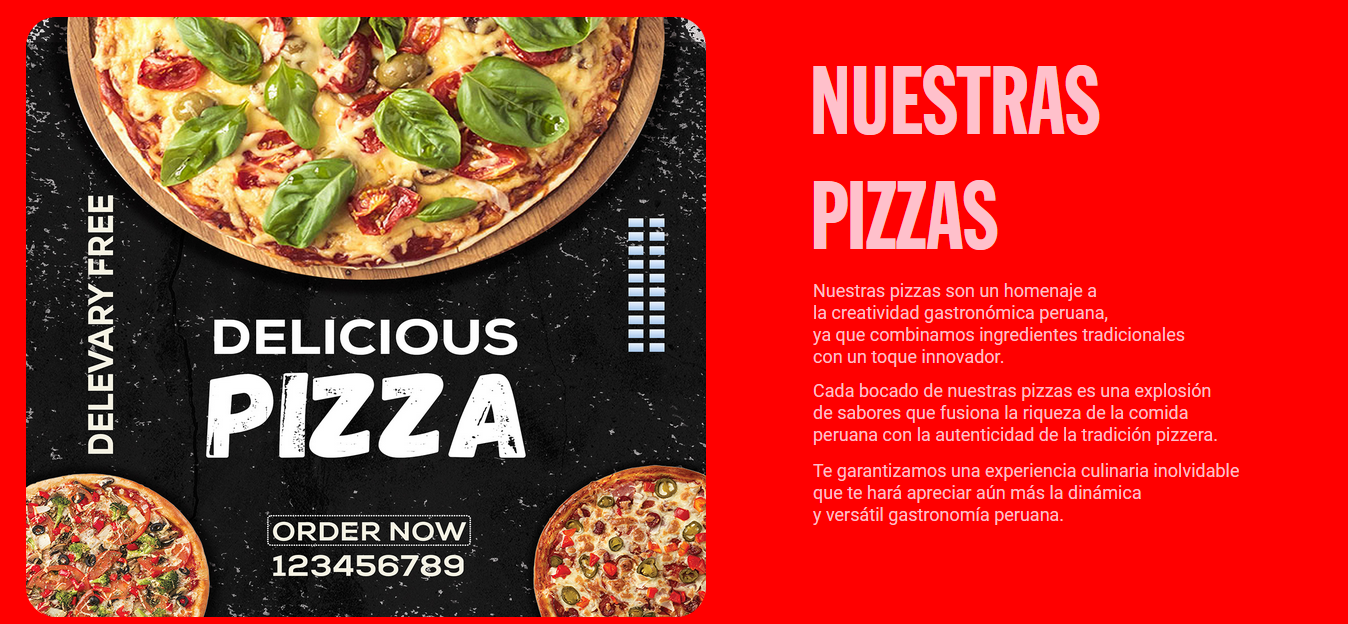 DELEVARY FREE
DELICIOUS
PIZZA
ORDER NOW
123456789
NUESTRAS
PIZZAS
Nuestras pizzas son un homenaje a
la creatividad gastronómica peruana,
ya que combinamos ingredientes tradicionales
con un toque innovador.
Cada bocado de nuestras pizzas es una explosión
de sabores que fusiona la riqueza de la comida
peruana con la autenticidad de la tradición pizzera.
Te garantizamos una experiencia culinaria inolvidable
que te hará apreciar aún más la dinámica
y versátil gastronomía peruana.